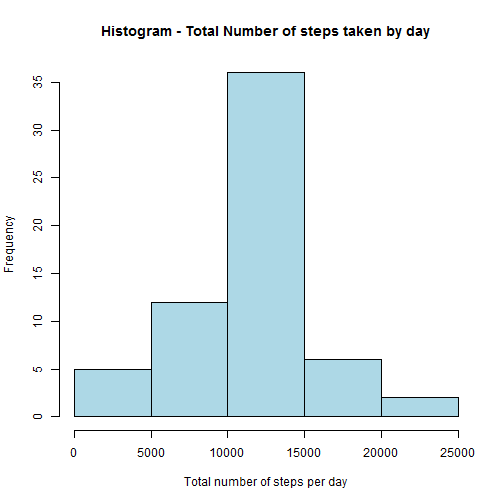 Histogram - Total Number of steps taken by day
Frequency
35
30
25
20
15
10
5
0
0 5000 10000 15000 20000 25000
Total number of steps per day